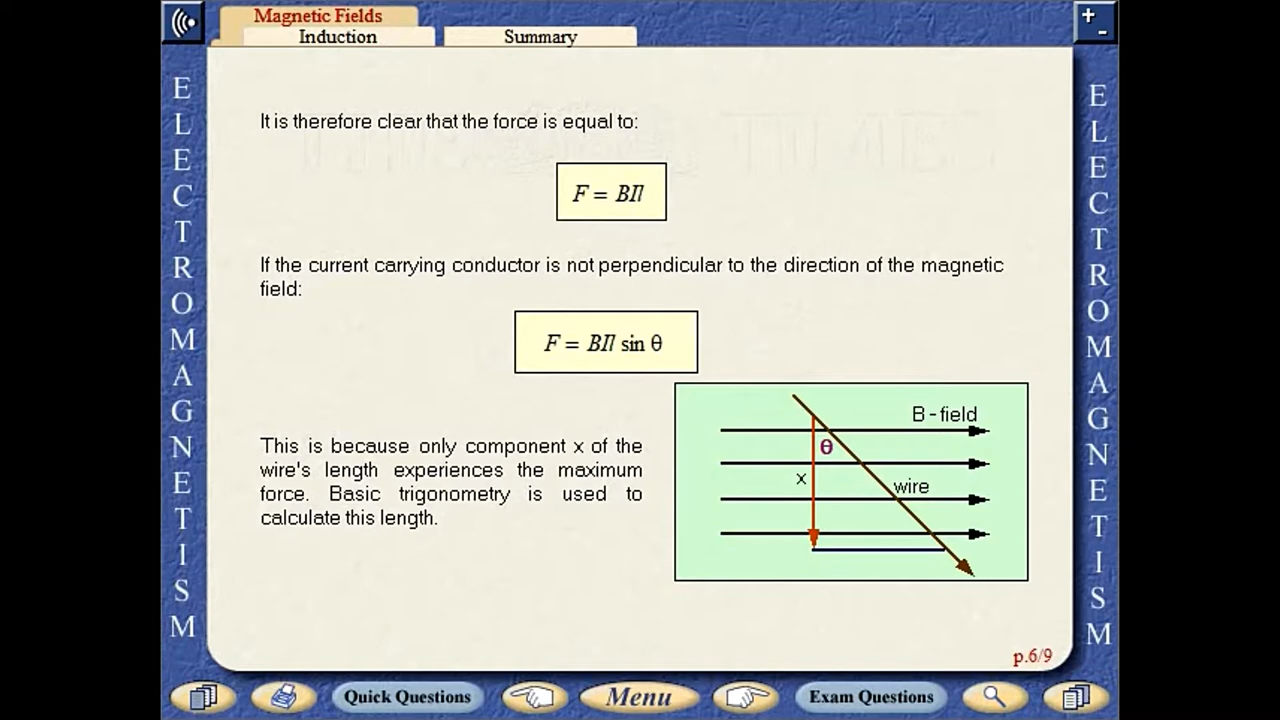 Magnetic Fields
Induction
Summary
+
-
ELECTROMAGNETISM
ELECTROMAGNETISM
It is therefore clear that the force is equal to:
F = BIl
If the current carrying conductor is not perpendicular to the direction of the magnetic
field:
F = BIl sin θ
This is because only component x of the
wire's length experiences the maximum
force. Basic trigonometry is used to
calculate this length.
B - field
θ
x
wire
p.6/9
Quick Questions
Menu
Exam Questions